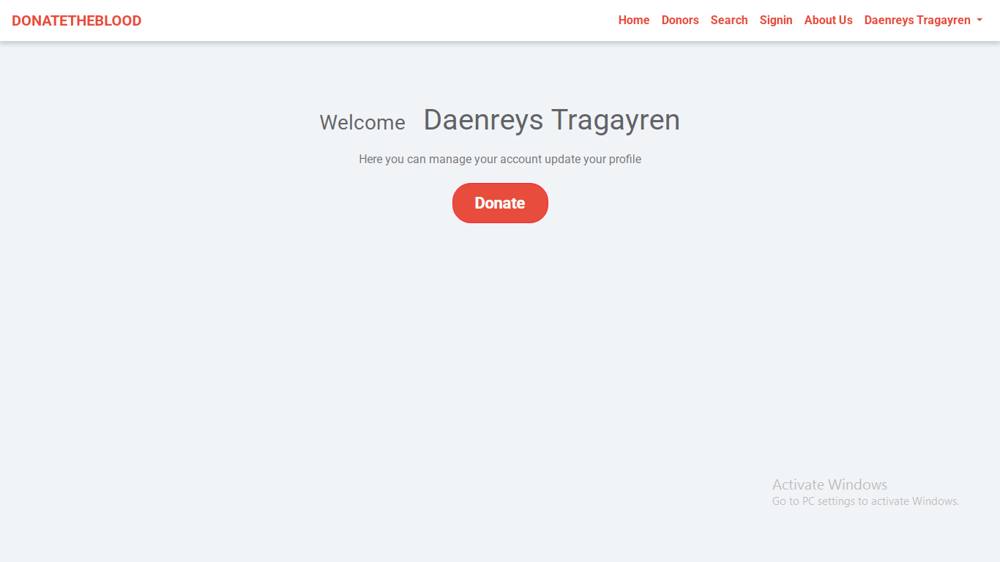 DONATETHEBLOOD
Home Donors Search Signin About Us Daenreys Tragayren
Welcome Daenreys Tragayren
Here you can manage your account update your profile
Donate
Activate Windows
Go to PC settings to activate Windows.